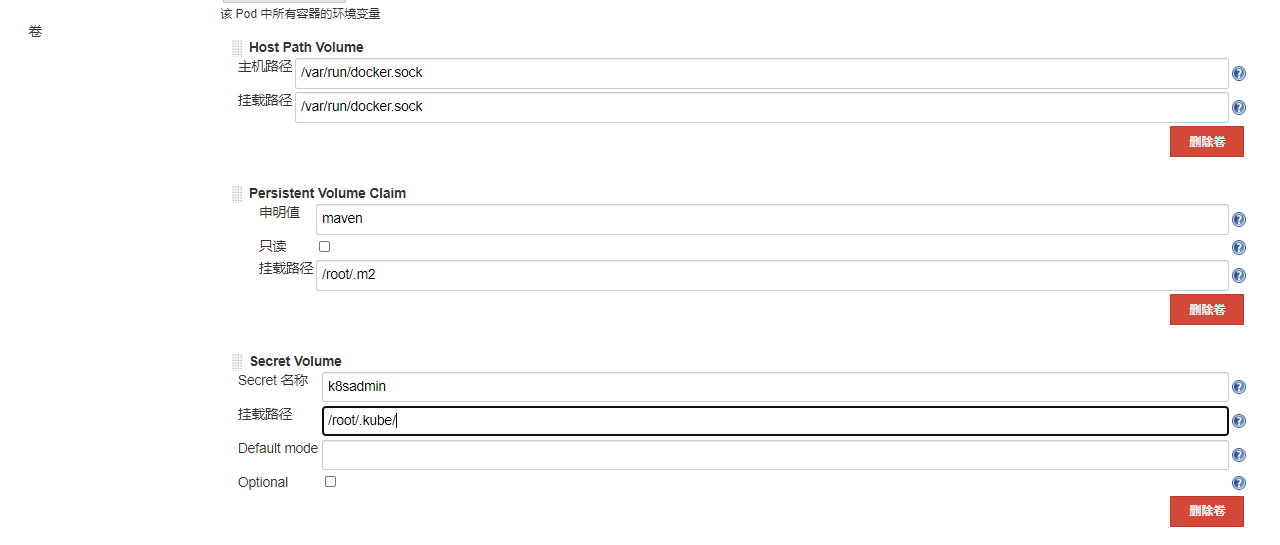 该 Pod 中所有容器的环境变量
卷
Host Path Volume
主机路径 /var/run/docker.sock
挂载路径 /var/run/docker.sock
删除卷
Persistent Volume Claim
申明值 maven
只读
挂载路径 /root/.m2
删除卷
Secret Volume
Secret 名称 k8sadmin
挂载路径 /root/.kube/
Default mode
Optional
删除卷